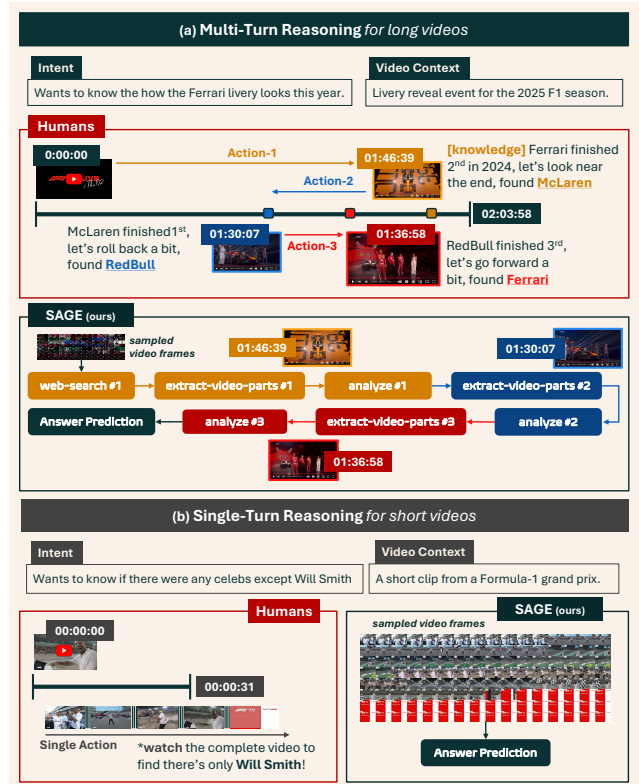 (a) Multi-Turn Reasoning for long videos
Intent
Video Context
Wants to know the how the Ferrari livery looks this year.
Livery reveal event for the 2025 F1 season.
Humans
0:00:00
Action-1
01:46:39
[knowledge] Ferrari finished
2nd in 2024, let's look near
the end, found McLaren
Action-2
02:03:58
McLaren finished1st,
let's roll back a bit,
found RedBull
01:30:07
Action-3
01:36:58
RedBull finished 3rd,
let's go forward a
bit, found Ferrari
SAGE (ours)
sampled
video frames
01:46:39
01:30:07
web-search #1
extract-video-parts #1
analyze #1
extract-video-parts #2
Answer Prediction
analyze #3
extract-video-parts #3
analyze #2
01:36:58
(b) Single-Turn Reasoning for short videos
Intent
Video Context
Wants to know if there were any celebs except Will Smith
A short clip from a Formula-1 grand prix.
Humans
00:00:00
00:00:31
Single Action
*watch the complete video to
find there's only Will Smith!
SAGE (ours)
sampled video frames
Answer Prediction